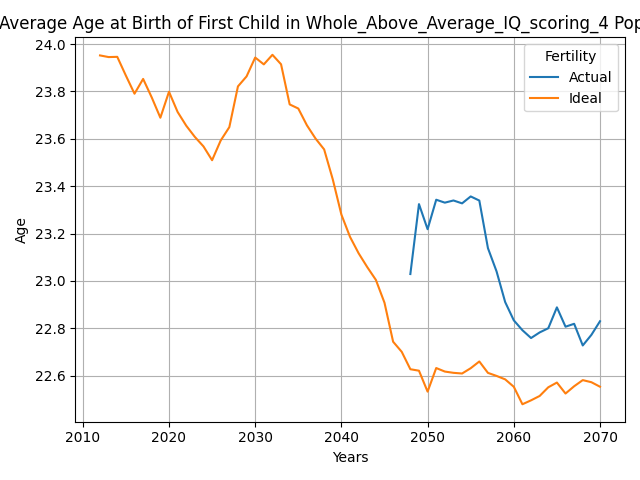 Average Age at Birth of First Child in Whole_Above_Average_IQ_scoring_4 Pop
Fertility
Actual
Ideal
24.0
23.8
23.6
23.4
23.2
23.0
22.8
22.6
Age
2010 2020 2030 2040 2050 2060 2070
Years